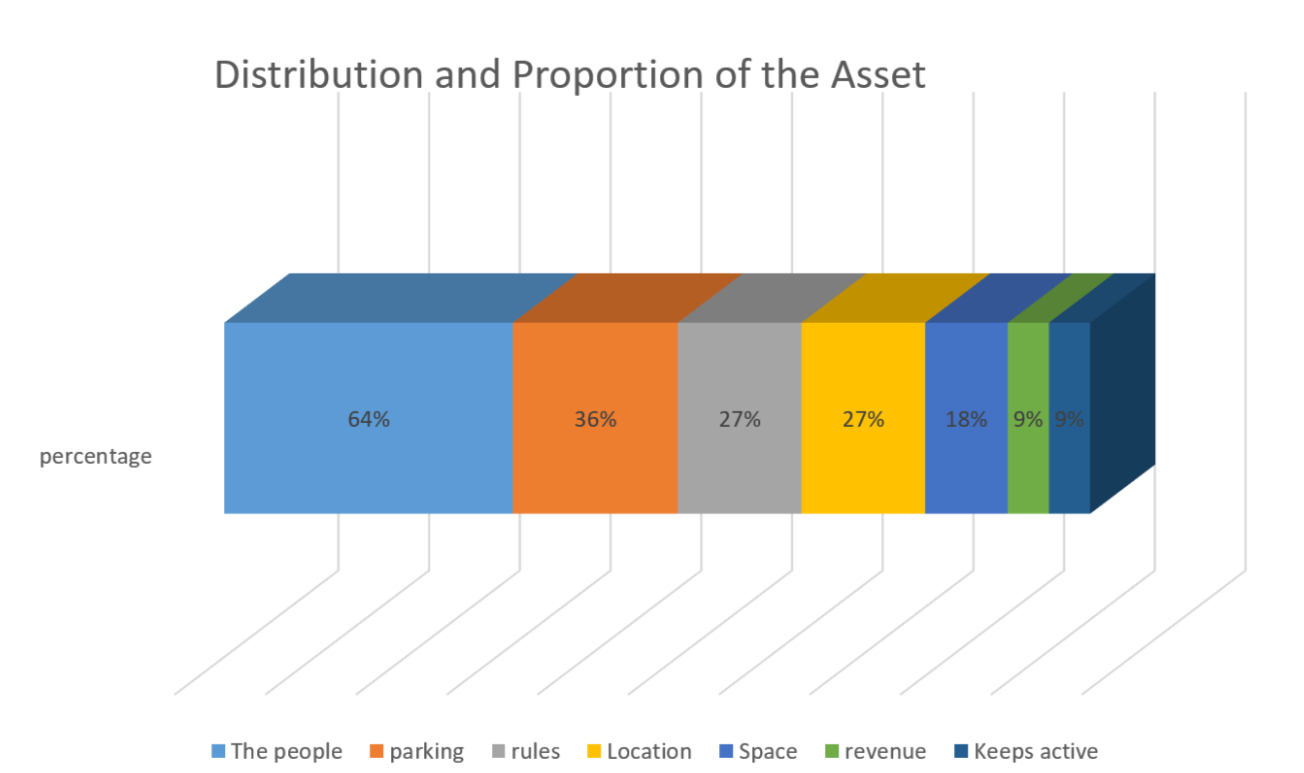 Distribution and Proportion of the Asset
64% 36% 27% 27% 18% 9% 9%
percentage
The people parking rules Location Space revenue Keeps active